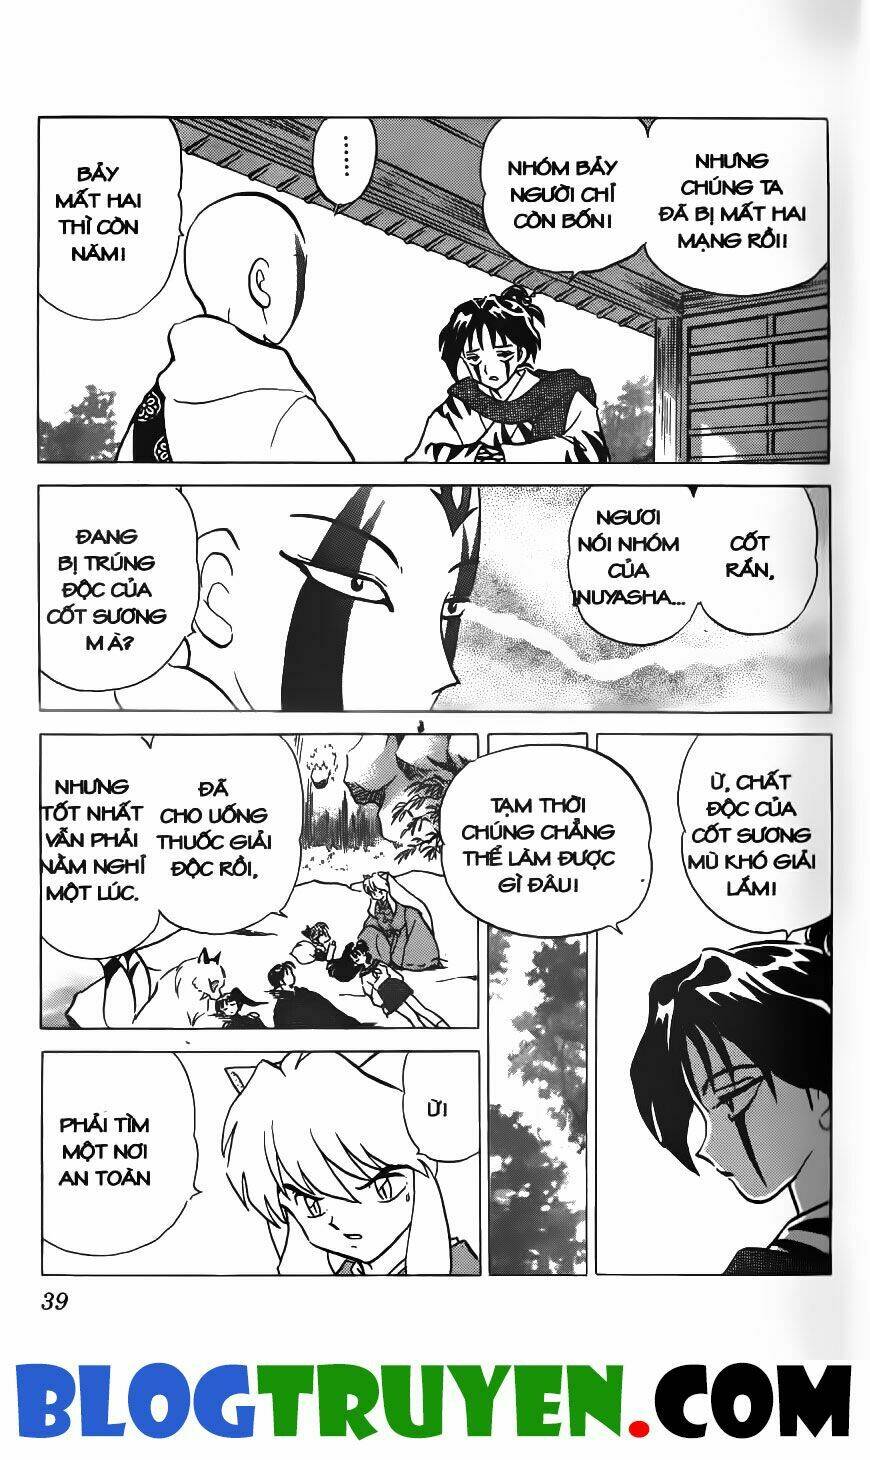 NHƯNG
CHÚNG TA
ĐÃ BỊ MẤT HAI
MẠNG RỒI!
NHÓM BẢY
NGƯỜI CHỈ
CÒN BỐN!
......
BẢY
MẤT HAI
THÌ CÒN
NĂM!
CỐT
RẮN,
NGƯƠI
NÓI NHÓM
CỦA
INUYASHA...
ĐANG
BỊ TRÚNG
ĐỘC CỦA
CỐT SƯƠNG
MÀ?
Ừ, CHẤT
ĐỘC CỦA
CỐT SƯƠNG
MÙ KHÓ GIẢI
LẮM!
TẠM THỜI
CHÚNG CHẲNG
THỂ LÀM ĐƯỢC
GÌ ĐÂU!
ĐÃ
CHO UỐNG
THUỐC GIẢI
ĐỘC RỒI,
NHƯNG
TỐT NHẤT
VẪN PHẢI
NẰM NGHỈ
MỘT LÚC.
Ừ!
PHẢI TÌM
MỘT NƠI
AN TOÀN
39
BLOGTRUYEN.COM